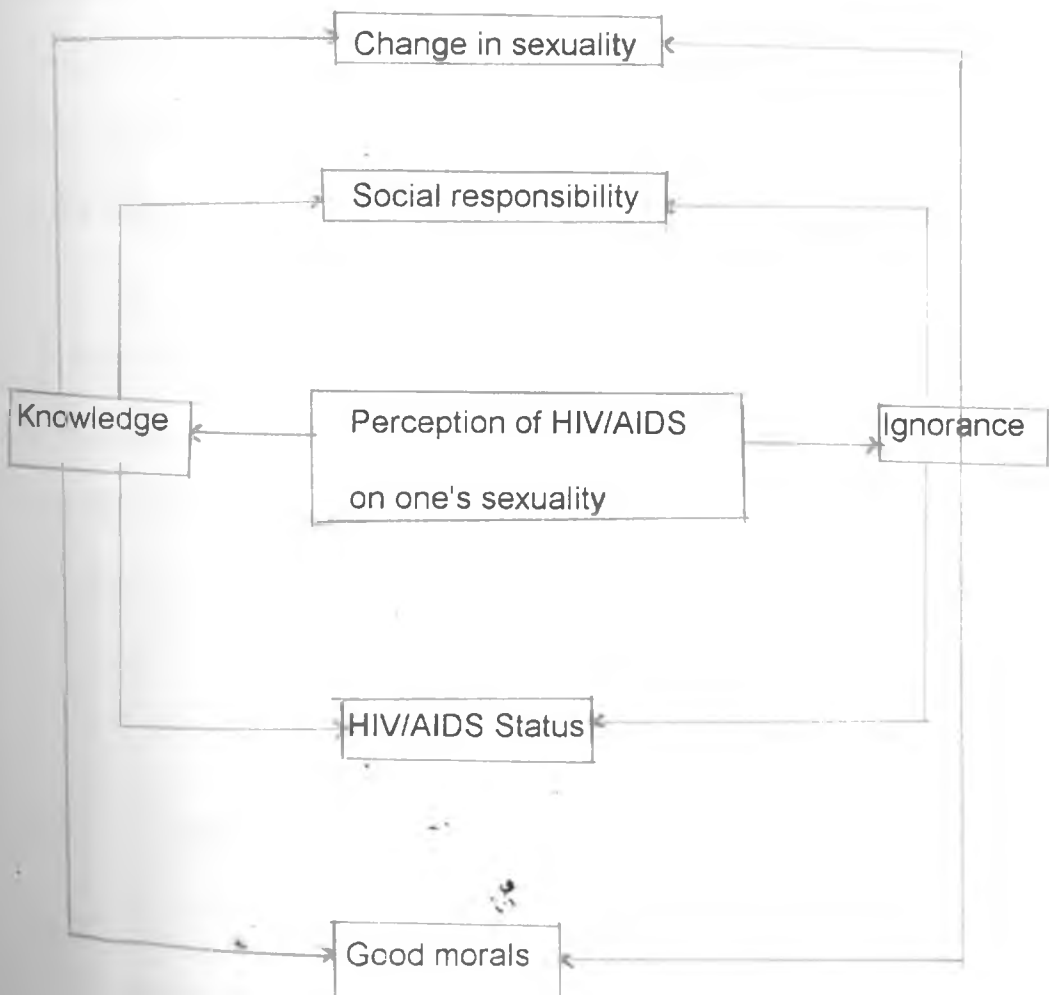 Change in sexuality
Social responsibility
Knowledge
Perception of HIV/AIDS
on one's sexuality
Ignorance
HIV/AIDS Status
Good morals